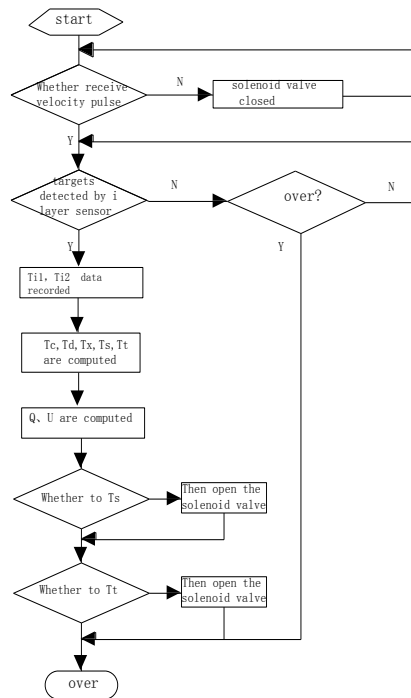 start
Whether receive
velocity pulse
N
solenoid valve
closed
Y
targets
detected by i
layer sensor
N
over?
N
Y
Y
Ti1, Ti2 data
recorded
Tc,Td,Tx,Ts,Tt
are computed
Q、U are computed
Whether to Ts
Then open the
solenoid valve
Whether to Tt
Then open the
solenoid valve
over